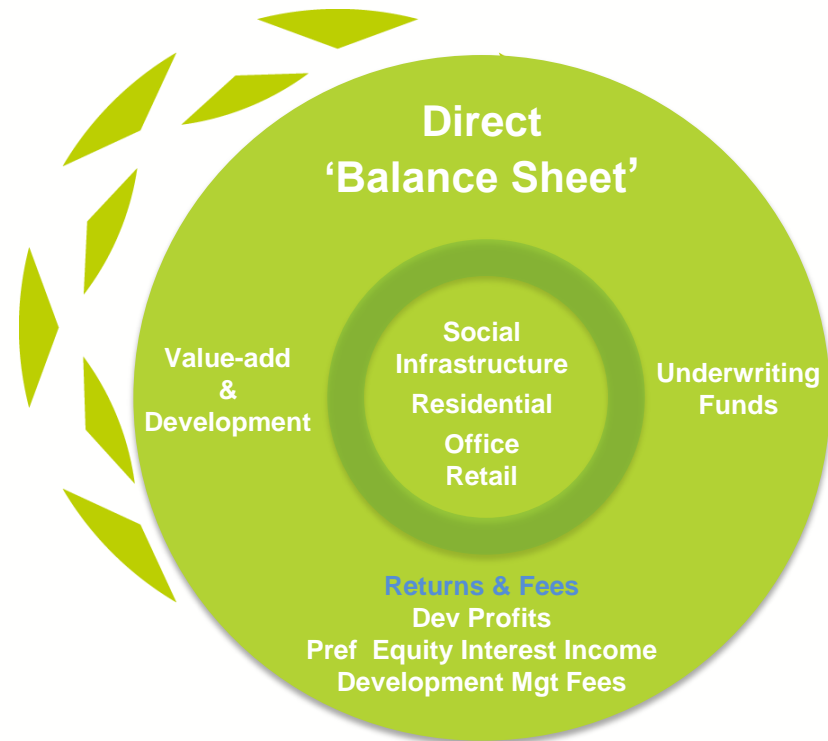 Direct
‘Balance Sheet’
Value-add
&
Development
Social
Infrastructure
Residential
Office
Retail
Underwriting
Funds
Returns & Fees
Dev Profits
Pref Equity Interest Income
Development Mgt Fees